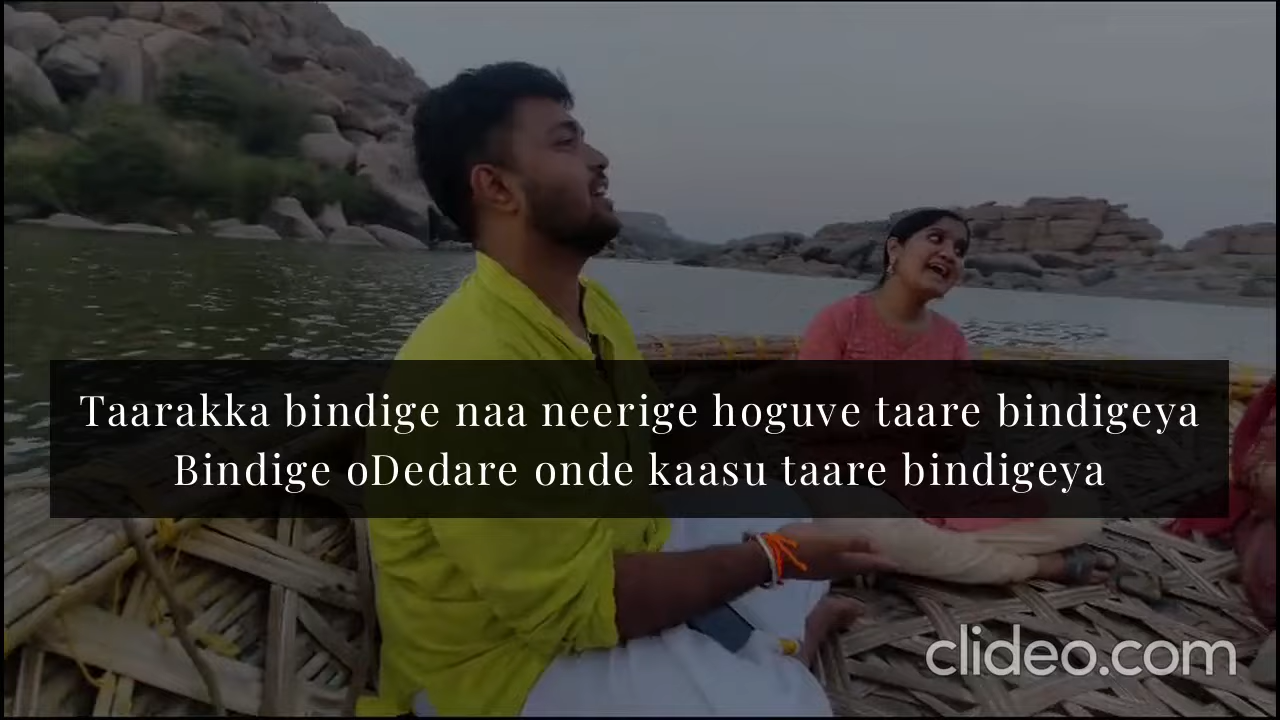 Taarakka bindige naa neerige hoguve taare bindigeya
Bindige oDedare onde kaasu taare bindigeya
clideo.com